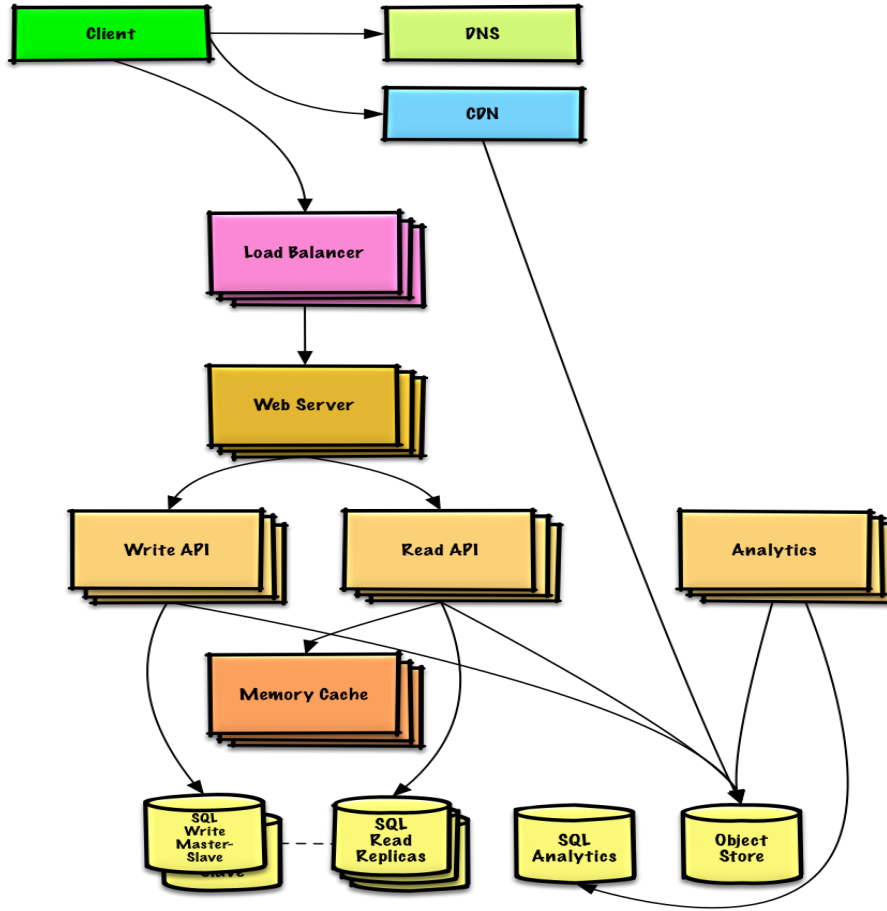 Client
DNS
CDN
Load Balancer
Web Server
Write API
Read API
Analytics
Memory Cache
SQL
Write
Master-
Slave
Slave
SQL
Read
Replicas
SQL
Analytics
Object
Store